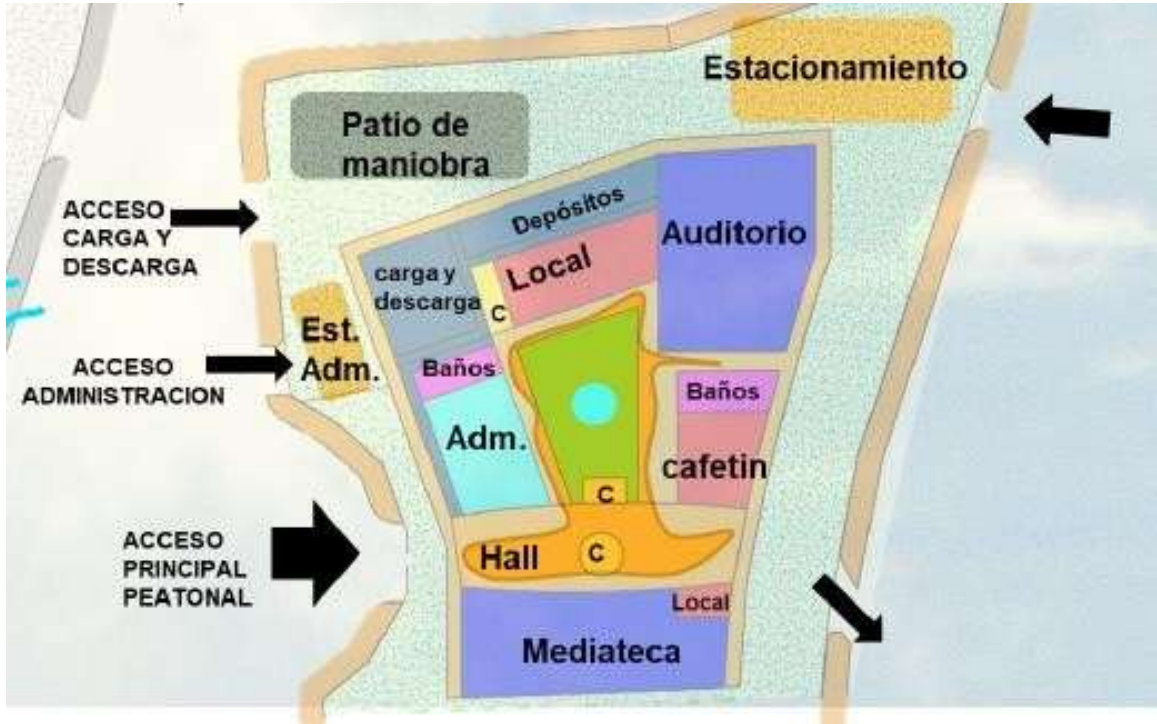 Estacionamiento
Patio de
maniobra
ACCESO
CARGA Y
DESCARGA
Depósitos
Auditorio
Local
carga y
descarga
C
Est.
Adm.
ACCESO
ADMINISTRACION
Baños
Baños
Adm.
cafetin
C
ACCESO
PRINCIPAL
PEATONAL
Hall
C
Local
Mediateca